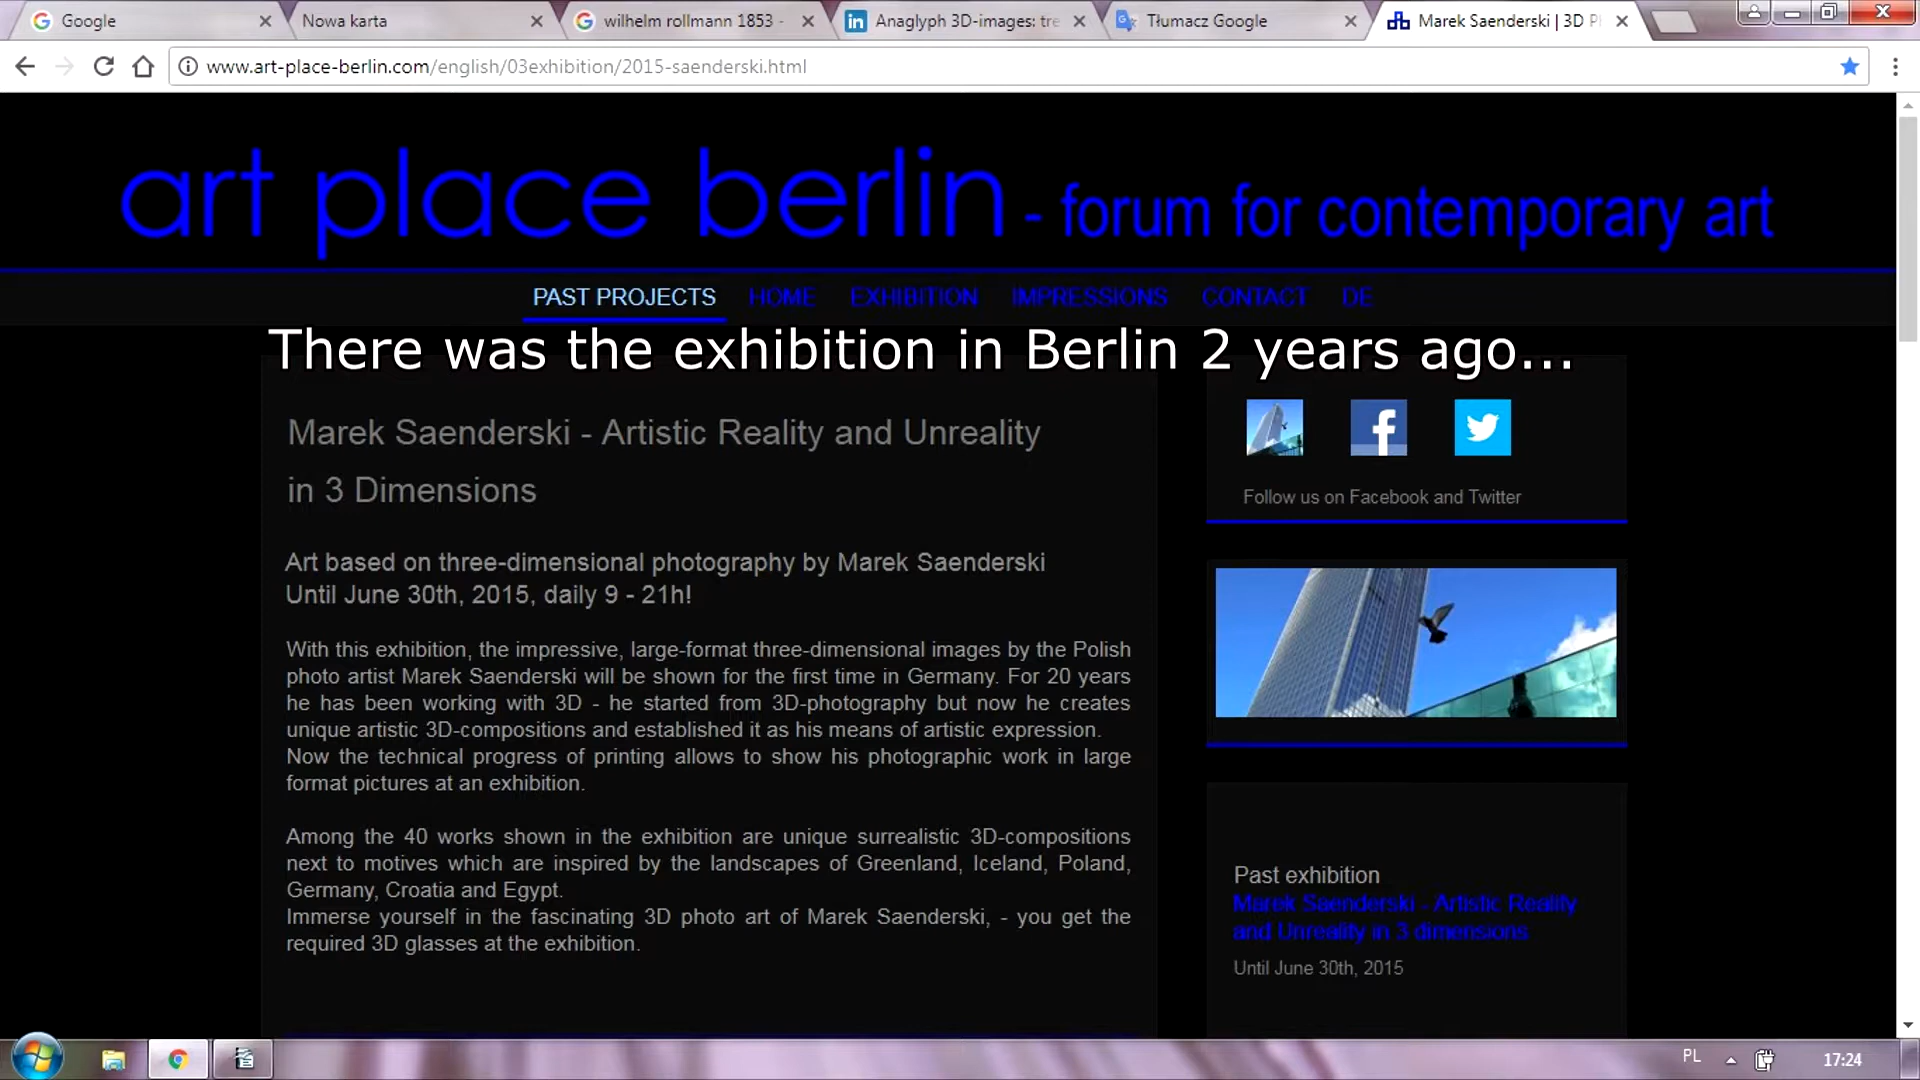 Google
Nowa karta
wilhelm rollmann 1853 -
Anaglyph 3D-images: tre
Tłumacz Google
Marek Saenderski | 3D P
www.art-place-berlin.com/english/03exhibition/2015-saenderski.html
art place berlin - forum for contemporary art
PAST PROJECTS HOME EXHIBITION IMPRESSIONS CONTACT DE
There was the exhibition in Berlin 2 years ago...
Marek Saenderski - Artistic Reality and Unreality
in 3 Dimensions
Art based on three-dimensional photography by Marek Saenderski
Until June 30th, 2015, daily 9 - 21h!
With this exhibition, the impressive, large-format three-dimensional images by the Polish
photo artist Marek Saenderski will be shown for the first time in Germany. For 20 years
he has been working with 3D - he started from 3D-photography but now he creates
unique artistic 3D-compositions and established it as his means of artistic expression.
Now the technical progress of printing allows to show his photographic work in large
format pictures at an exhibition.
Among the 40 works shown in the exhibition are unique surrealistic 3D-compositions
next to motives which are inspired by the landscapes of Greenland, Iceland, Poland,
Germany, Croatia and Egypt.
Immerse yourself in the fascinating 3D photo art of Marek Saenderski, - you get the
required 3D glasses at the exhibition.
Follow us on Facebook and Twitter
Past exhibition
Marek Saenderski - Artistic Reality
and Unreality in 3 dimensions
Until June 30th, 2015
PL
17:24